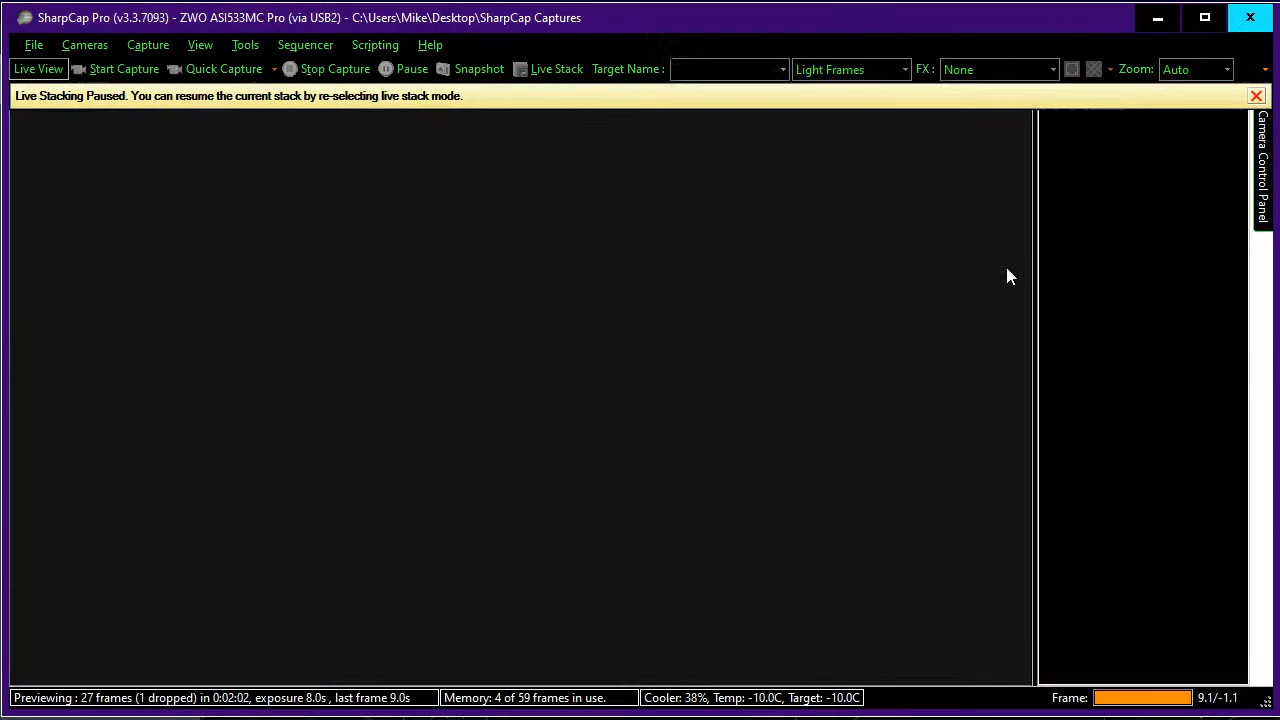 SharpCap Pro (v3.3.7093) - ZWO ASI533MC Pro (via USB2) - C:\Users\Mike\Desktop\SharpCap Captures
File Cameras Capture View Tools Sequencer Scripting Help
Live View Start Capture Quick Capture Stop Capture Pause Snapshot Live Stack Target Name : Light Frames FX : None Zoom: Auto
Live Stacking Paused. You can resume the current stack by re-selecting live stack mode.
Camera Control Panel
Previewing : 27 frames (1 dropped) in 0:02:02, exposure 8.0s , last frame 9.0s Memory: 4 of 59 frames in use. Cooler: 38%, Temp: -10.0C, Target: -10.0C Frame: 9.1/-1.1